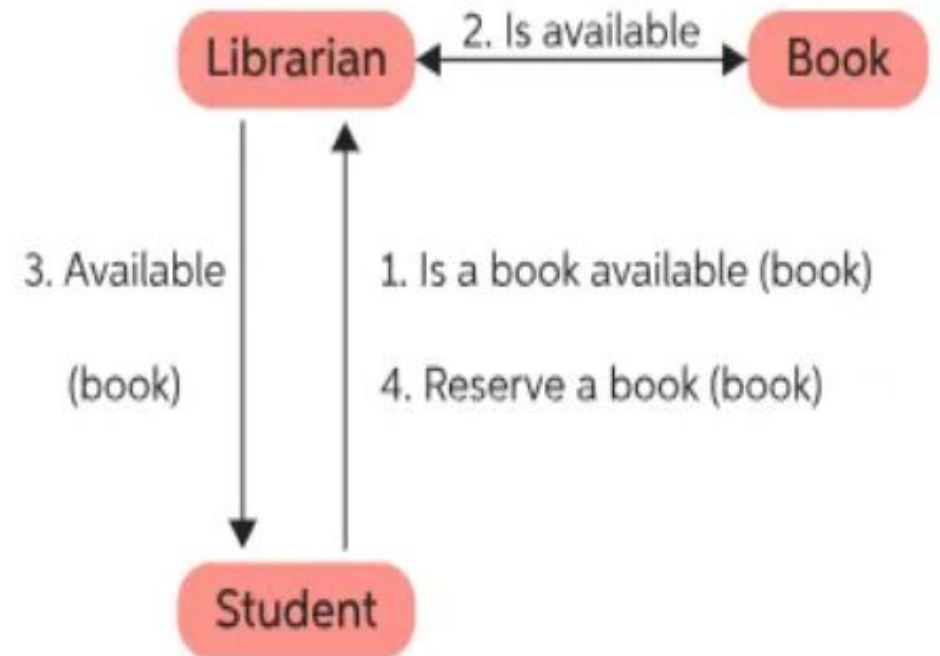 Librarian
2. Is available
Book
3. Available
(book)
1. Is a book available (book)
4. Reserve a book (book)
Student